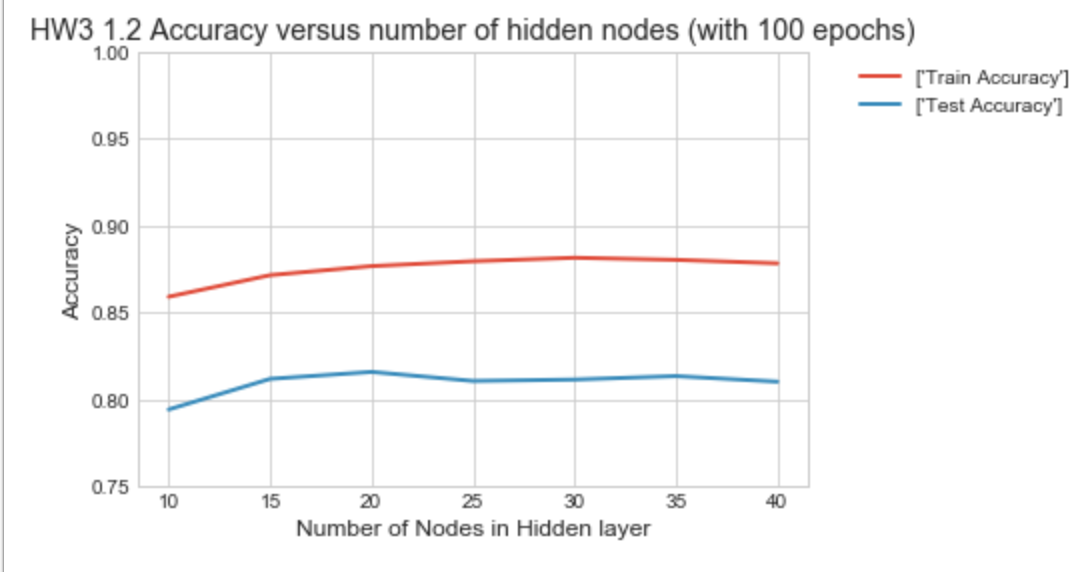 HW3 1.2 Accuracy versus number of hidden nodes (with 100 epochs)
['Train Accuracy']
['Test Accuracy']
Accuracy
1.00
0.95
0.90
0.85
0.80
0.75
10 15 20 25 30 35 40
Number of Nodes in Hidden layer